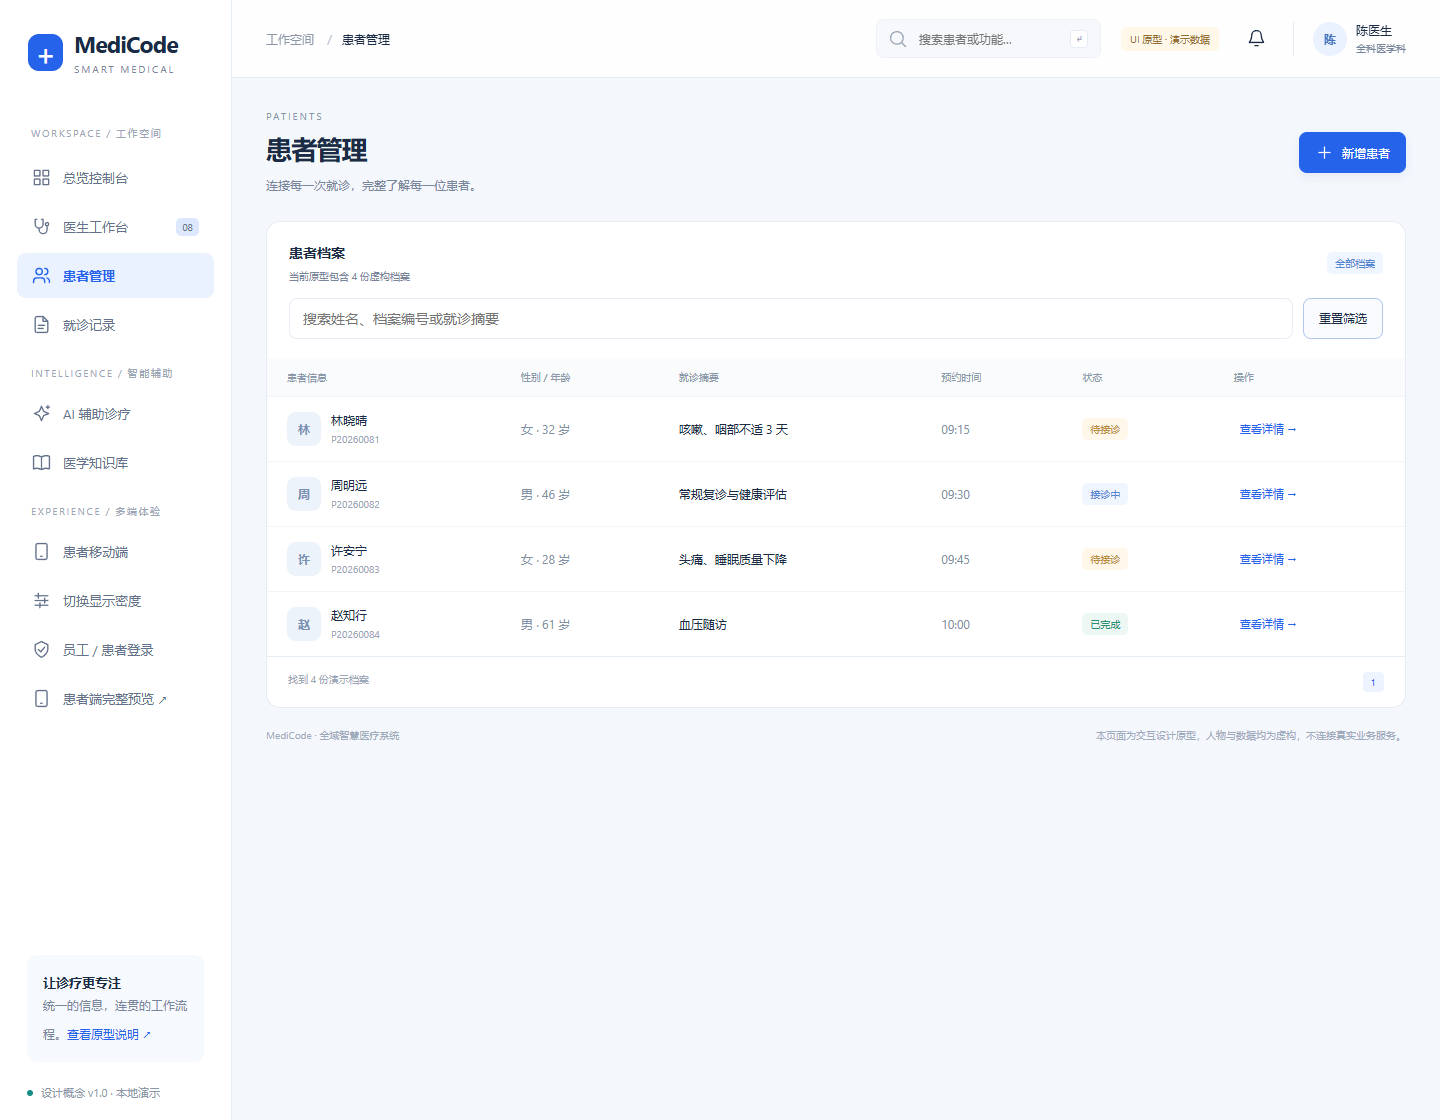 MediCode
SMART MEDICAL
WORKSPACE / 工作空间
总览控制台
医生工作台 08
患者管理
就诊记录
INTELLIGENCE / 智能辅助
AI 辅助诊疗
医学知识库
EXPERIENCE / 多端体验
患者移动端
切换显示密度
员工 / 患者登录
患者端完整预览 ↗
让诊疗更专注
统一的信息，连贯的工作流
程。查看原型说明 ↗
设计概念 v1.0 · 本地演示
工作空间 / 患者管理
搜索患者或功能... ↵
UI 原型 · 演示数据
陈 陈医生
全科医学科
PATIENTS
患者管理
连接每一次就诊，完整了解每一位患者。
新增患者
患者档案
当前原型包含 4 份虚构档案
全部档案
搜索姓名、档案编号或就诊摘要
重置筛选
患者信息 性别 / 年龄 就诊摘要 预约时间 状态 操作
林 林晓晴 P20260081 女 · 32 岁 咳嗽、咽部不适 3 天 09:15 待接诊 查看详情 →
周 周明远 P20260082 男 · 46 岁 常规复诊与健康评估 09:30 接诊中 查看详情 →
许 许安宁 P20260083 女 · 28 岁 头痛、睡眠质量下降 09:45 待接诊 查看详情 →
赵 赵知行 P20260084 男 · 61 岁 血压随访 10:00 已完成 查看详情 →
找到 4 份演示档案 1
MediCode · 全域智慧医疗系统
本页面为交互设计原型，人物与数据均为虚构，不连接真实业务服务。